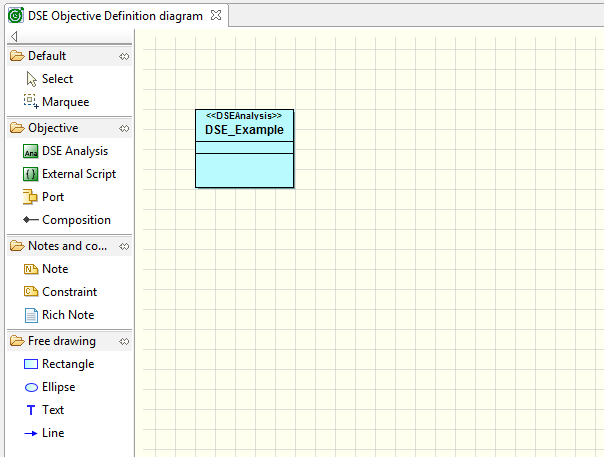 DSE Objective Definition diagram
Default
Select
Marquee
Objective
Ana DSE Analysis
{} External Script
Port
Composition
Notes and co...
N Note
C Constraint
Rich Note
Free drawing
Rectangle
Ellipse
T Text
Line
<<DSEAnalysis>>
DSE_Example